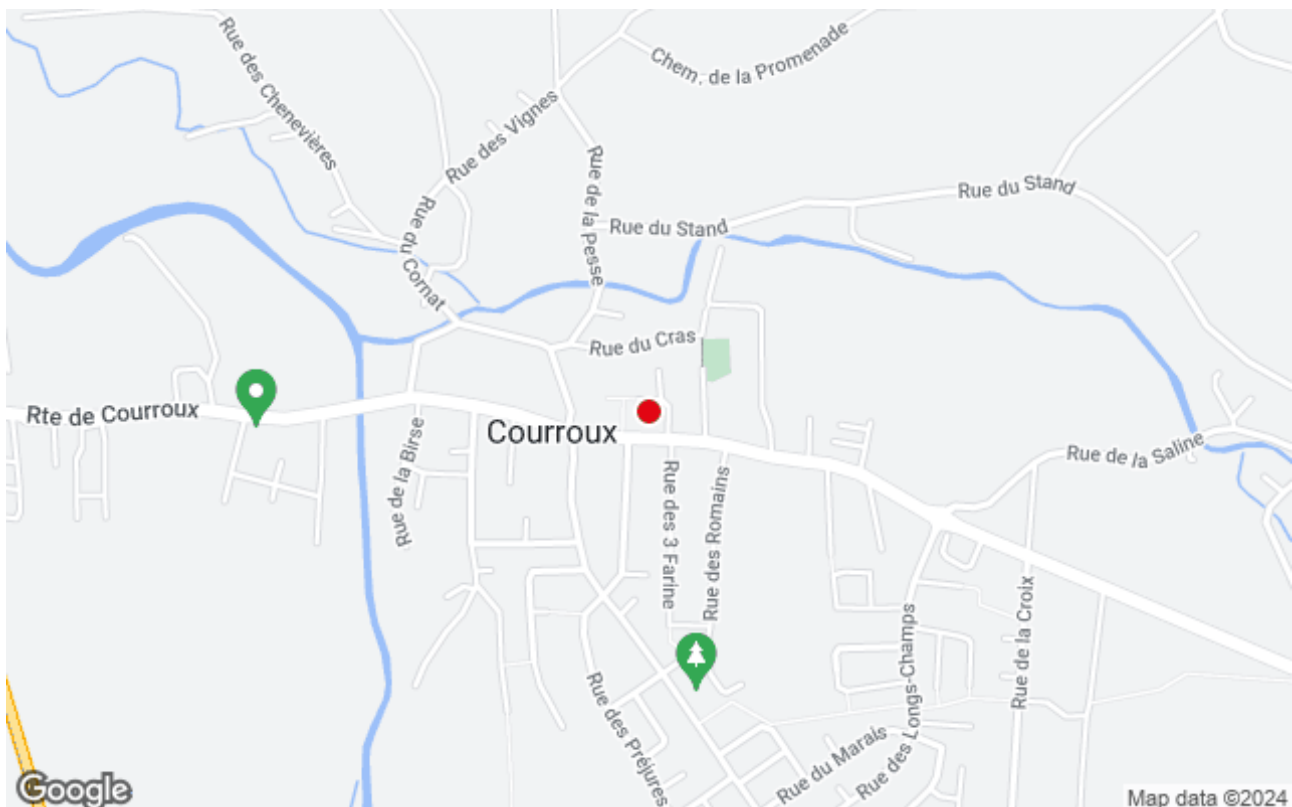 Rue des Chenevières
Chem. de la Promenade
Rue des Vignes
Rue de la Pesse
Rue du Stand
Rue du Stand
Rue du Cornat
Rue du Cras
Rte de Courroux
Courroux
Rue de la Birse
Rue de la Saline
Rue des 3 Farine
Rue des Romains
Rue des Préjures
Rue des Longs-Champs
Rue de la Croix
Rue du Marais
Google
Map data ©2024